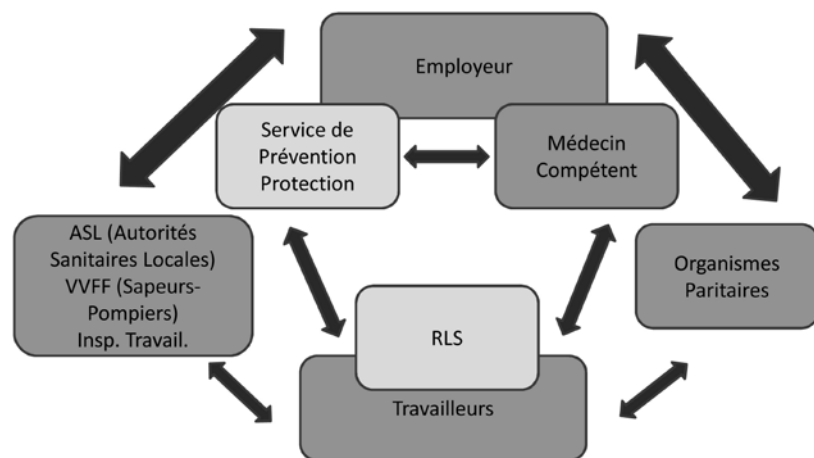 Employeur
Service de
Prévention
Protection
Médecin
Compétent
ASL (Autorités
Sanitaires Locales)
VVFF (Sapeurs-
Pompiers)
Insp. Travail.
Organismes
Paritaires
RLS
Travailleurs